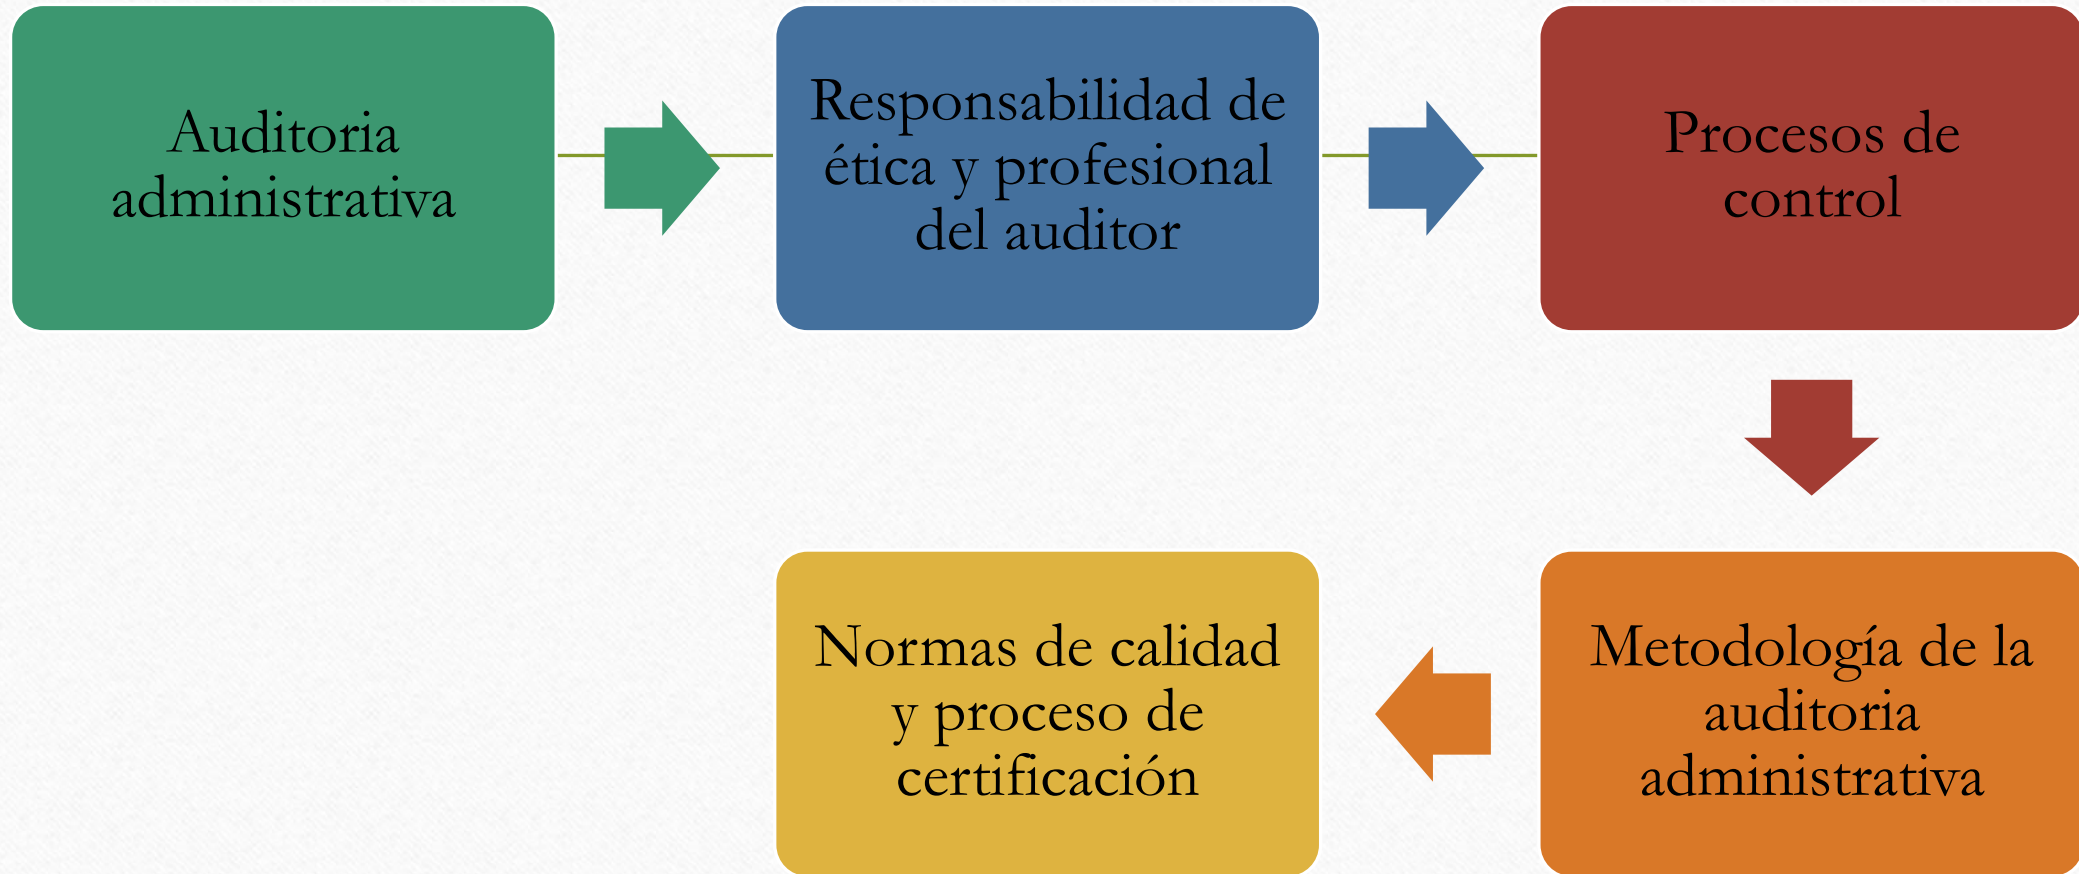 Auditoria
administrativa
Responsabilidad de
ética y profesional
del auditor
Procesos de
control
Metodología de la
auditoria
administrativa
Normas de calidad
y proceso de
certificación